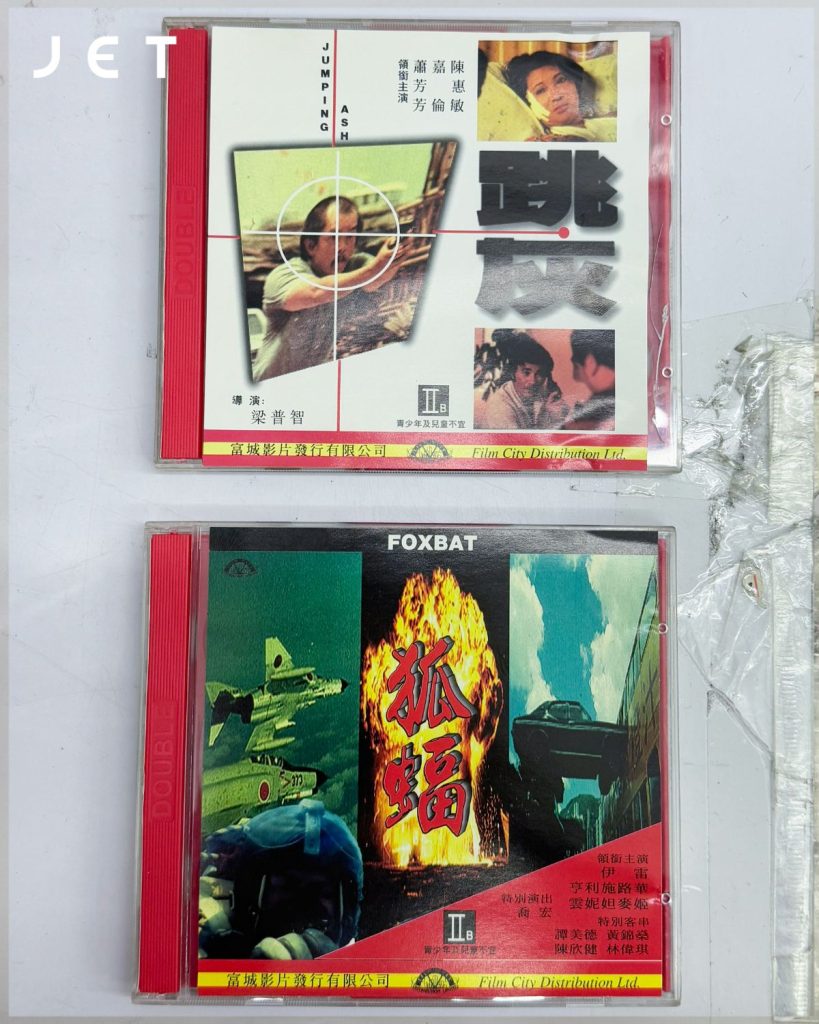 JET
DOUBLE
JUMPING
ASH
領銜主演
蕭芳芳
嘉倫
陳惠敏
跳灰
導演:
梁普智
IIB
青少年及兒童不宜
富城影片發行有限公司
Film City Distribution Ltd.
DOUBLE
FOXBAT
狐蝠
373
領銜主演
伊雷
亨利施路華
雲妮妲麥姬
特別演出
喬宏
特別客串
譚美德 黃錦燊
陳欣健 林偉琪
IIB
青少年及兒童不宜
富城影片發行有限公司
Film City Distribution Ltd.